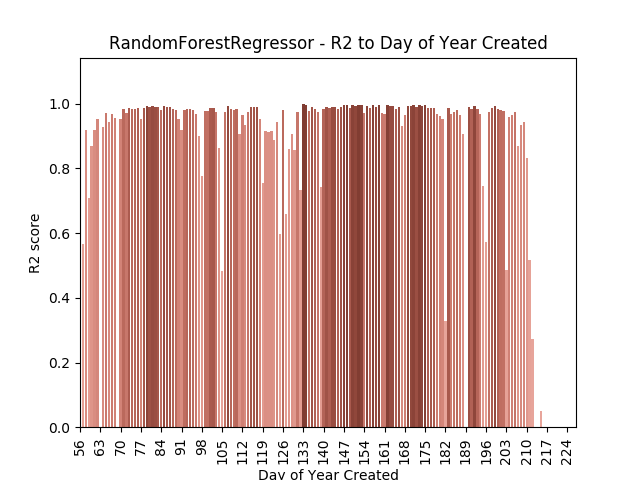 RandomForestRegressor - R2 to Day of Year Created
R2 score
1.0
0.8
0.6
0.4
0.2
0.0
56 63 70 77 84 91 98 105 112 119 126 133 140 147 154 161 168 175 182 189 196 203 210 217 224
Day of Year Created